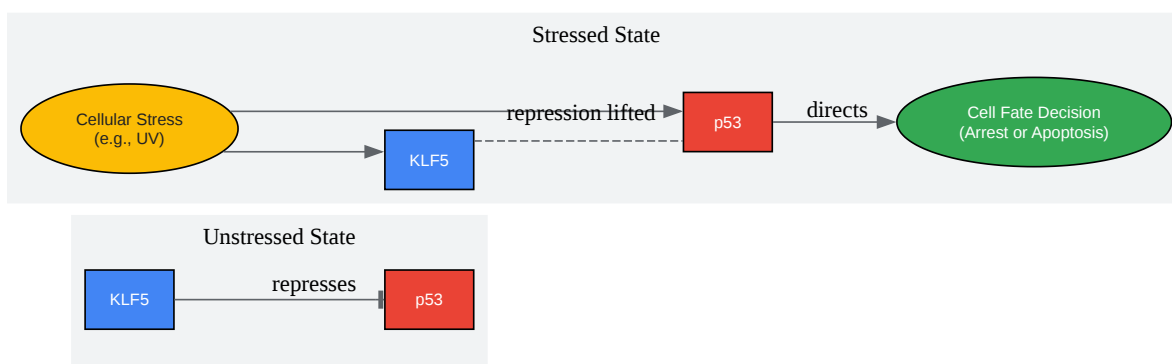 Stressed State
Cellular Stress
(e.g., UV)
repression lifted
p53
directs
Cell Fate Decision
(Arrest or Apoptosis)
KLF5
Unstressed State
KLF5
represses
p53